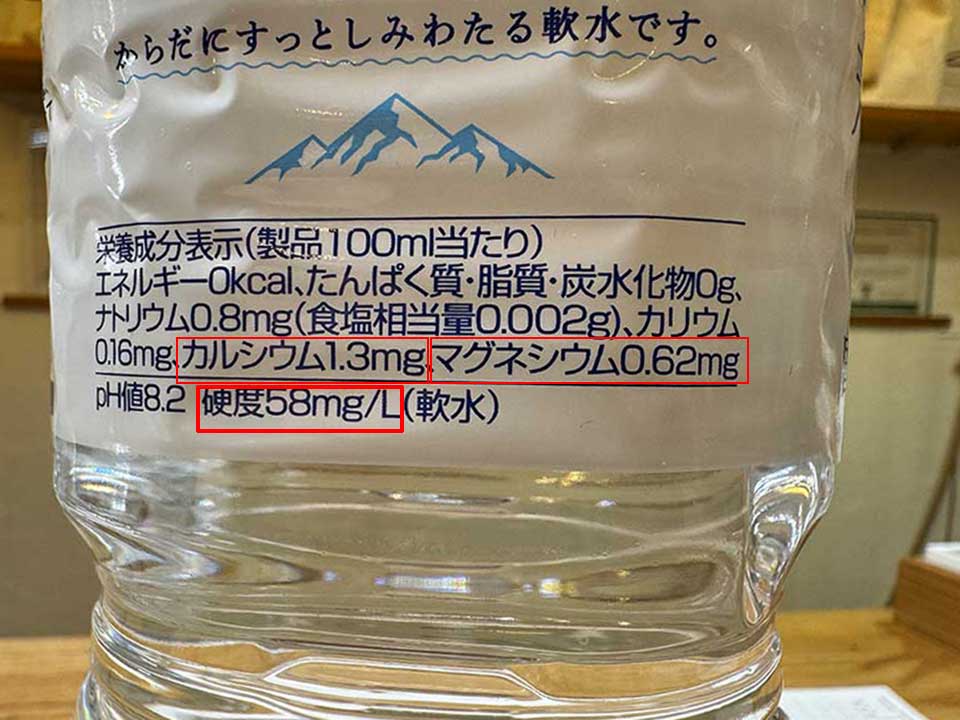 からだにすっとしみわたる軟水です。
栄養成分表示(製品100ml当たり)
エネルギー0kcal、たんぱく質・脂質・炭水化物0g、
ナトリウム0.8mg(食塩相当量0.002g)、カリウム
0.16mg、カルシウム1.3mg、マグネシウム0.62mg
pH値8.2 硬度58mg/L(軟水)